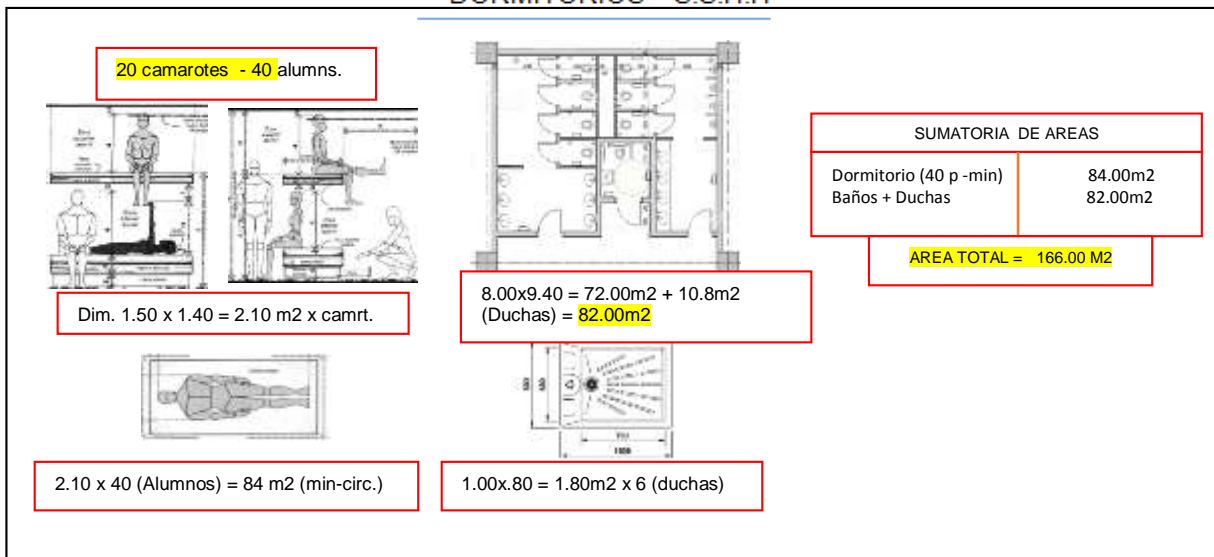 20 camarotes - 40 alumns.
Dim. 1.50 x 1.40 = 2.10 m2 x camrt.
2.10 x 40 (Alumnos) = 84 m2 (min-circ.)
8.00x9.40 = 72.00m2 + 10.8m2
(Duchas) = 82.00m2
1.00x.80 = 1.80m2 x 6 (duchas)
SUMATORIA DE AREAS
Dormitorio (40 p -min) 84.00m2
Baños + Duchas 82.00m2
AREA TOTAL = 166.00 M2